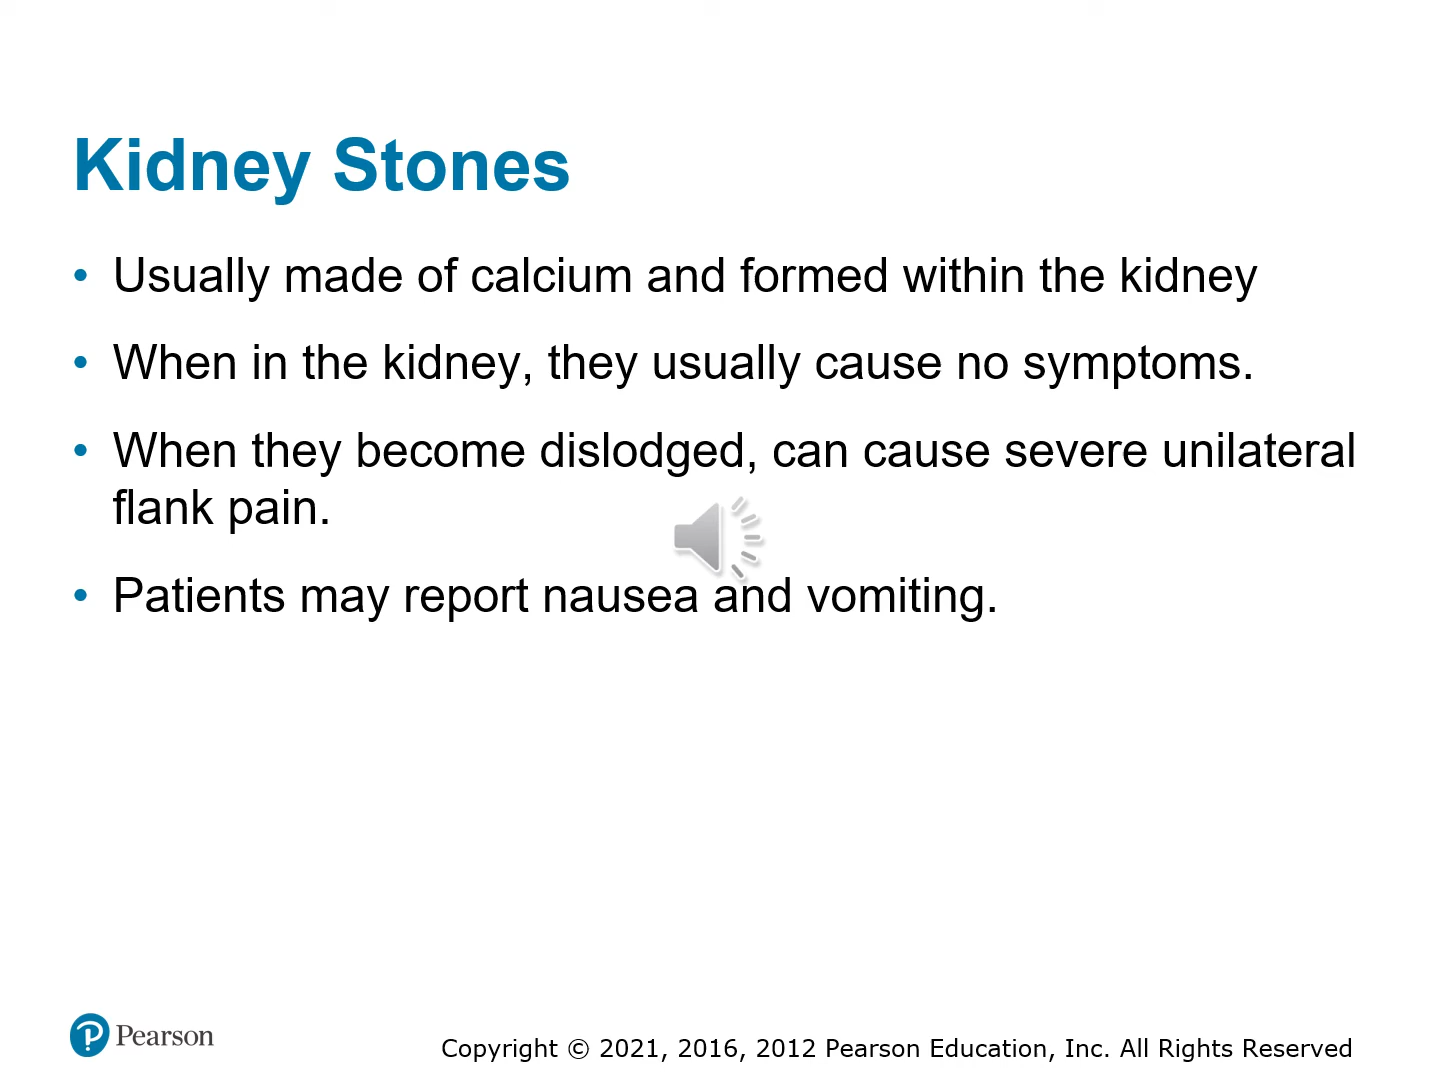 Kidney Stones
• Usually made of calcium and formed within the kidney
• When in the kidney, they usually cause no symptoms.
• When they become dislodged, can cause severe unilateral
flank pain.
• Patients may report nausea and vomiting.
Pearson
Copyright © 2021, 2016, 2012 Pearson Education, Inc. All Rights Reserved